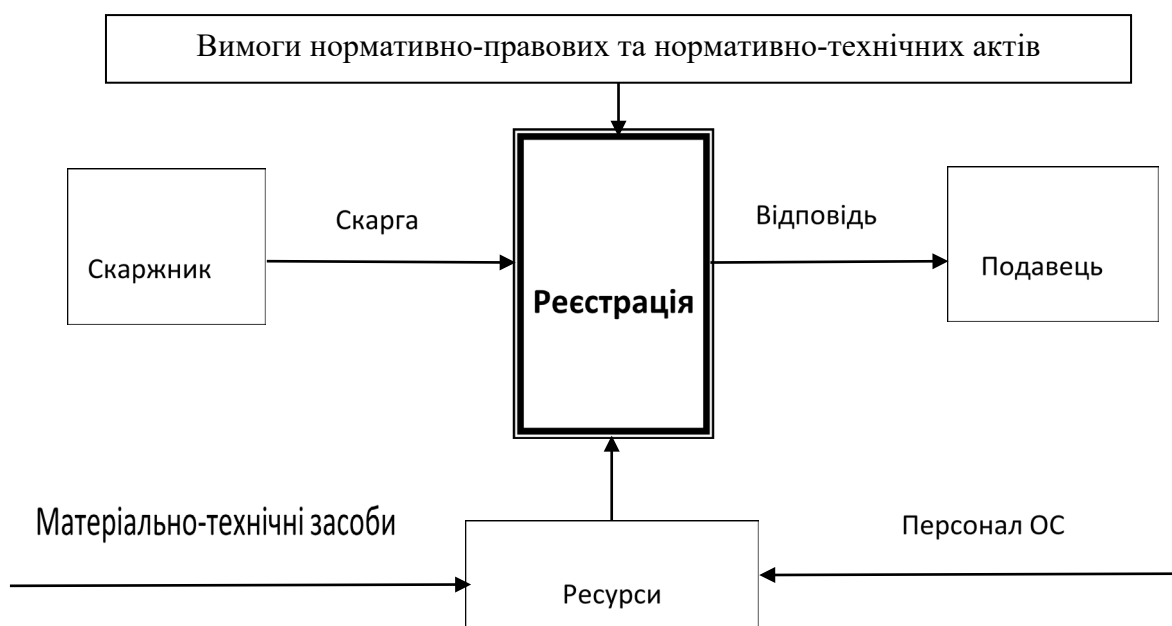 Вимоги нормативно-правових та нормативно-технічних актів
Скарга
Відповідь
Скаржник
Реєстрація
Подавець
Матеріально-технічні засоби
Персонал ОС
Ресурси